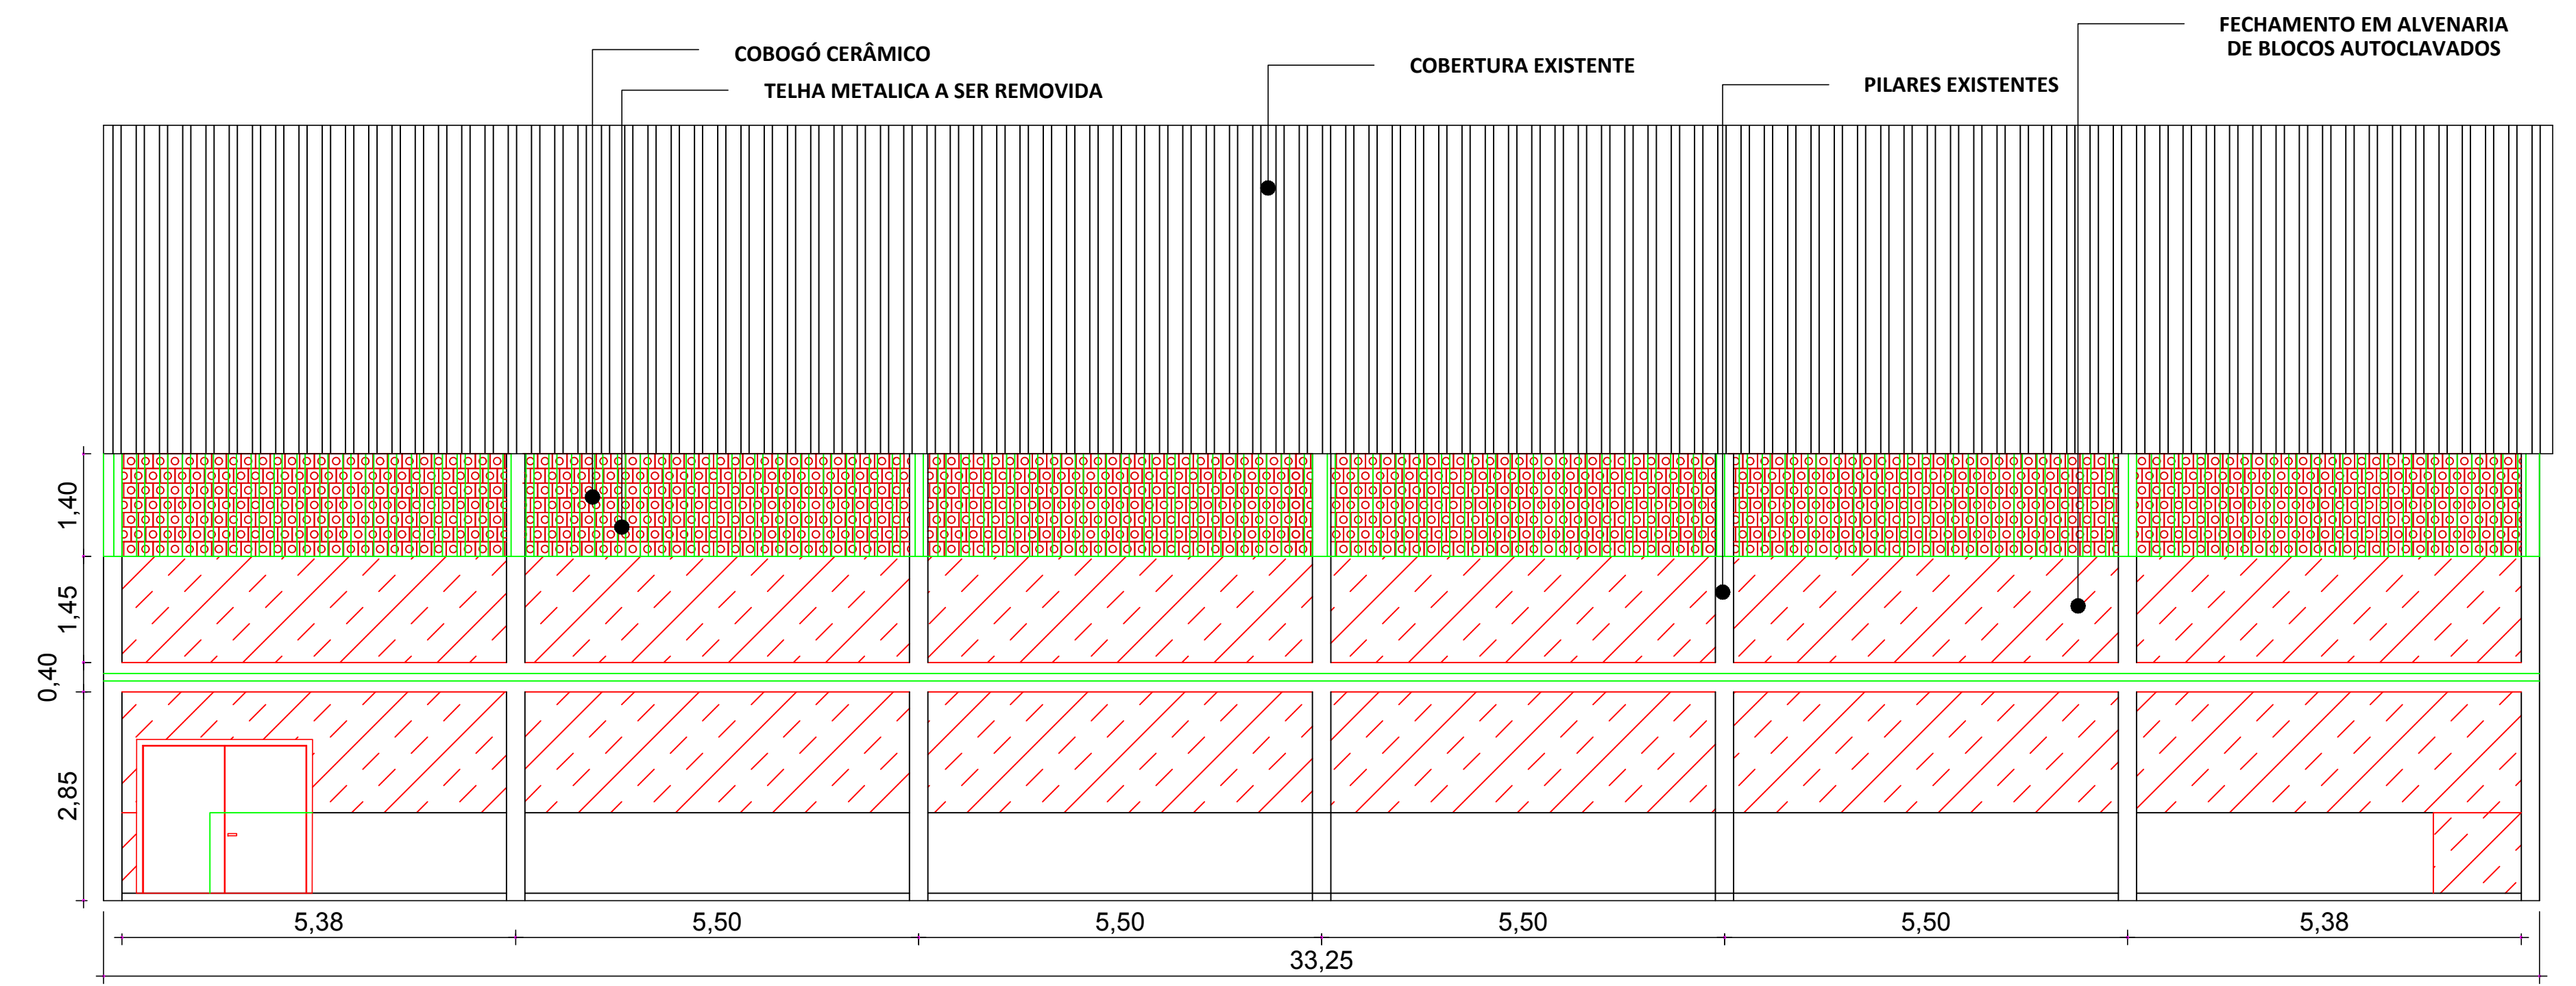 FECHAMENTO EM ALVENARIA
DE BLOCOS AUTOCLAVADOS
COBOGÓ CERÂMICO
COBERTURA EXISTENTE
PILARES EXISTENTES
TELHA METALICA A SER REMOVIDA
1,40
1,45
0,40
2,85
5,38
5,50
5,50
5,50
5,50
5,38
33,25